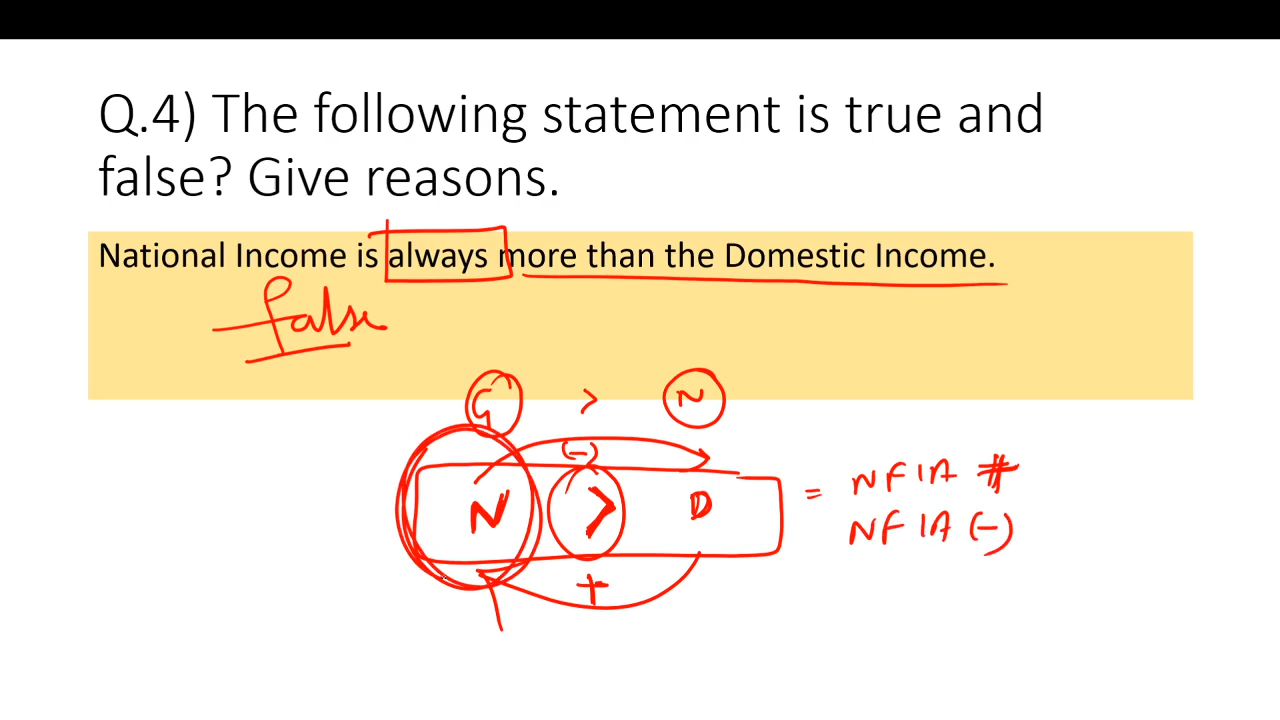 Q.4) The following statement is true and
false? Give reasons.
National Income is always more than the Domestic Income.
false
G > N
(-)
N > D = NFIA #
NFIA (-)
+